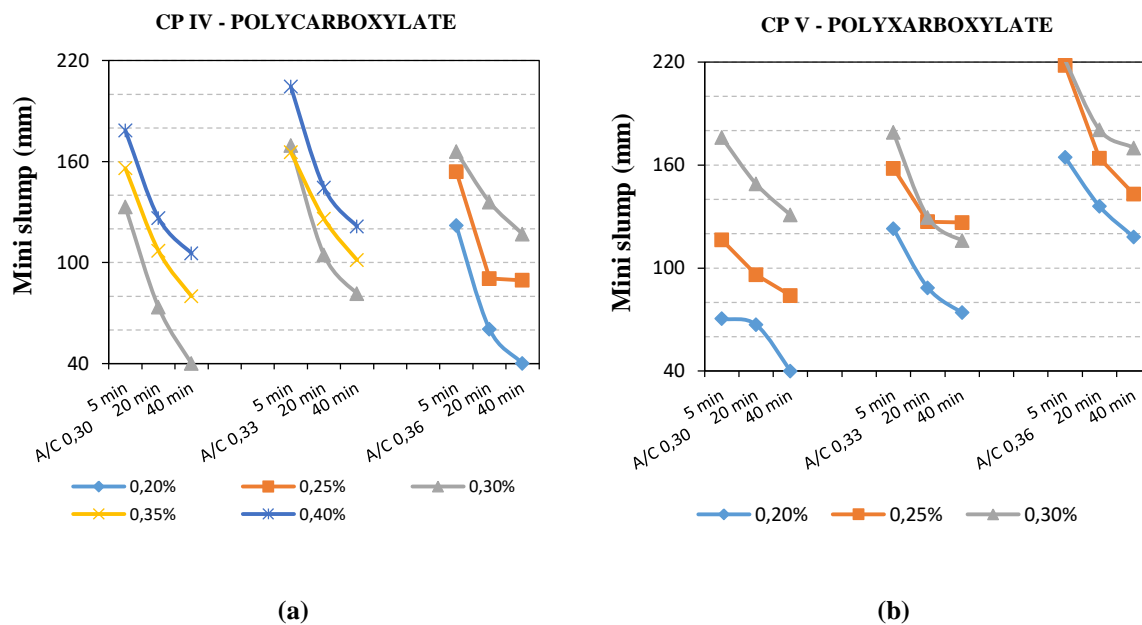 (a)
CP IV - POLYCARBOXYLATE
Mini slump (mm)
220
160
100
40
5 min
20 min
40 min
A/C 0,30
5 min
20 min
40 min
A/C 0,33
5 min
20 min
40 min
A/C 0,36
0,20%
0,25%
0,30%
0,35%
0,40%
(a)
b)
CP V - POLYXARBOXYLATE
Mini slump (mm)
220
160
100
40
5 min
20 min
40 min
A/C 0,30
5 min
20 min
40 min
A/C 0,33
5 min
20 min
40 min
A/C 0,36
0,20%
0,25%
0,30%
(b)